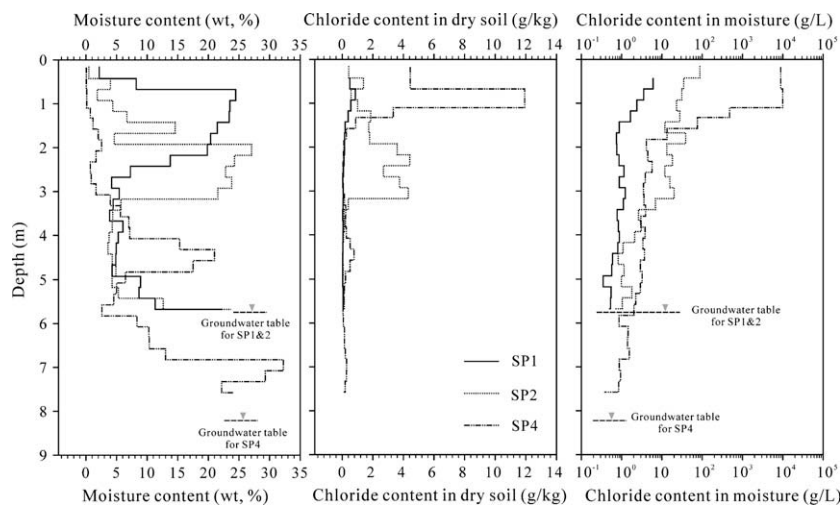 Moisture content (wt, %)
0 5 10 15 20 25 30 35
Chloride content in dry soil (g/kg)
0 2 4 6 8 10 12 14
Chloride content in moisture (g/L)
10-1 100 101 102 103 104 105
Depth (m)
0
1
2
3
4
5
6
7
8
9
Groundwater table
for SP1&2
Groundwater table
for SP4
SP1
SP2
SP4
Groundwater table
for SP1&2
Groundwater table
for SP4
0 5 10 15 20 25 30 35
Moisture content (wt, %)
0 2 4 6 8 10 12 14
Chloride content in dry soil (g/kg)
10-1 100 101 102 103 104 105
Chloride content in moisture (g/L)